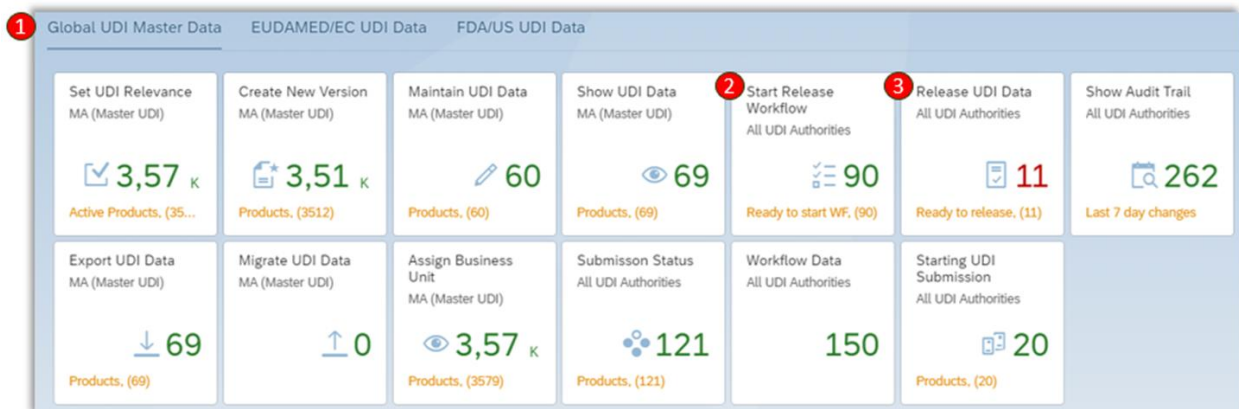 1 Global UDI Master Data EUDAMED/EC UDI Data FDA/US UDI Data
Set UDI Relevance
MA (Master UDI)
3,57 K
Active Products, (35...
Create New Version
MA (Master UDI)
3,51 K
Products, (3512)
Maintain UDI Data
MA (Master UDI)
60
Products, (60)
Show UDI Data
MA (Master UDI)
69
Products, (69)
2 Start Release
Workflow
All UDI Authorities
90
Ready to start WF, (90)
3 Release UDI Data
All UDI Authorities
11
Ready to release, (11)
Show Audit Trail
All UDI Authorities
262
Last 7 day changes
Export UDI Data
MA (Master UDI)
69
Products, (69)
Migrate UDI Data
MA (Master UDI)
0
Assign Business
Unit
MA (Master UDI)
3,57 K
Products, (3579)
Submisson Status
All UDI Authorities
121
Products, (121)
Workflow Data
All UDI Authorities
150
Starting UDI
Submission
All UDI Authorities
20
Products, (20)